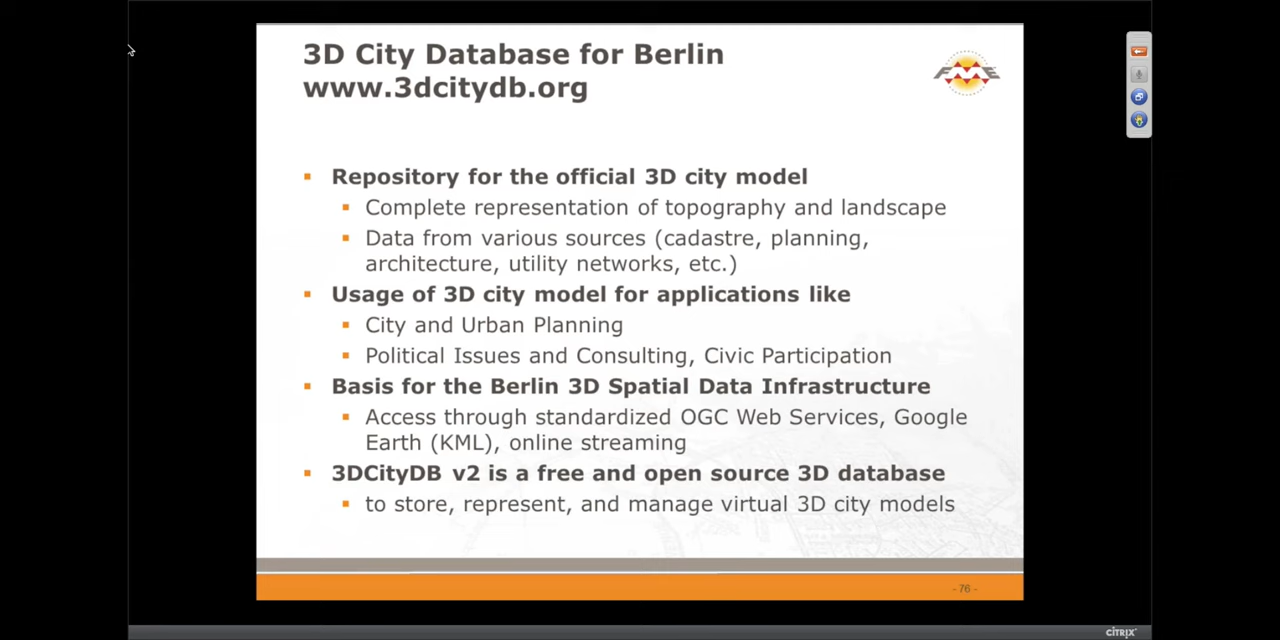 3D City Database for Berlin
www.3dcitydb.org
FME
Repository for the official 3D city model
Complete representation of topography and landscape
Data from various sources (cadastre, planning,
architecture, utility networks, etc.)
Usage of 3D city model for applications like
City and Urban Planning
Political Issues and Consulting, Civic Participation
Basis for the Berlin 3D Spatial Data Infrastructure
Access through standardized OGC Web Services, Google
Earth (KML), online streaming
3DCityDB v2 is a free and open source 3D database
to store, represent, and manage virtual 3D city models
- 76 -
CITRIX